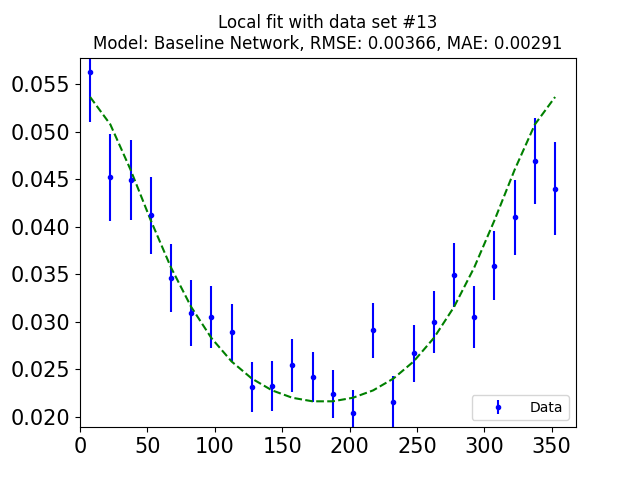 Local fit with data set #13
Model: Baseline Network, RMSE: 0.00366, MAE: 0.00291
0.055
0.050
0.045
0.040
0.035
0.030
0.025
0.020
Data
0 50 100 150 200 250 300 350